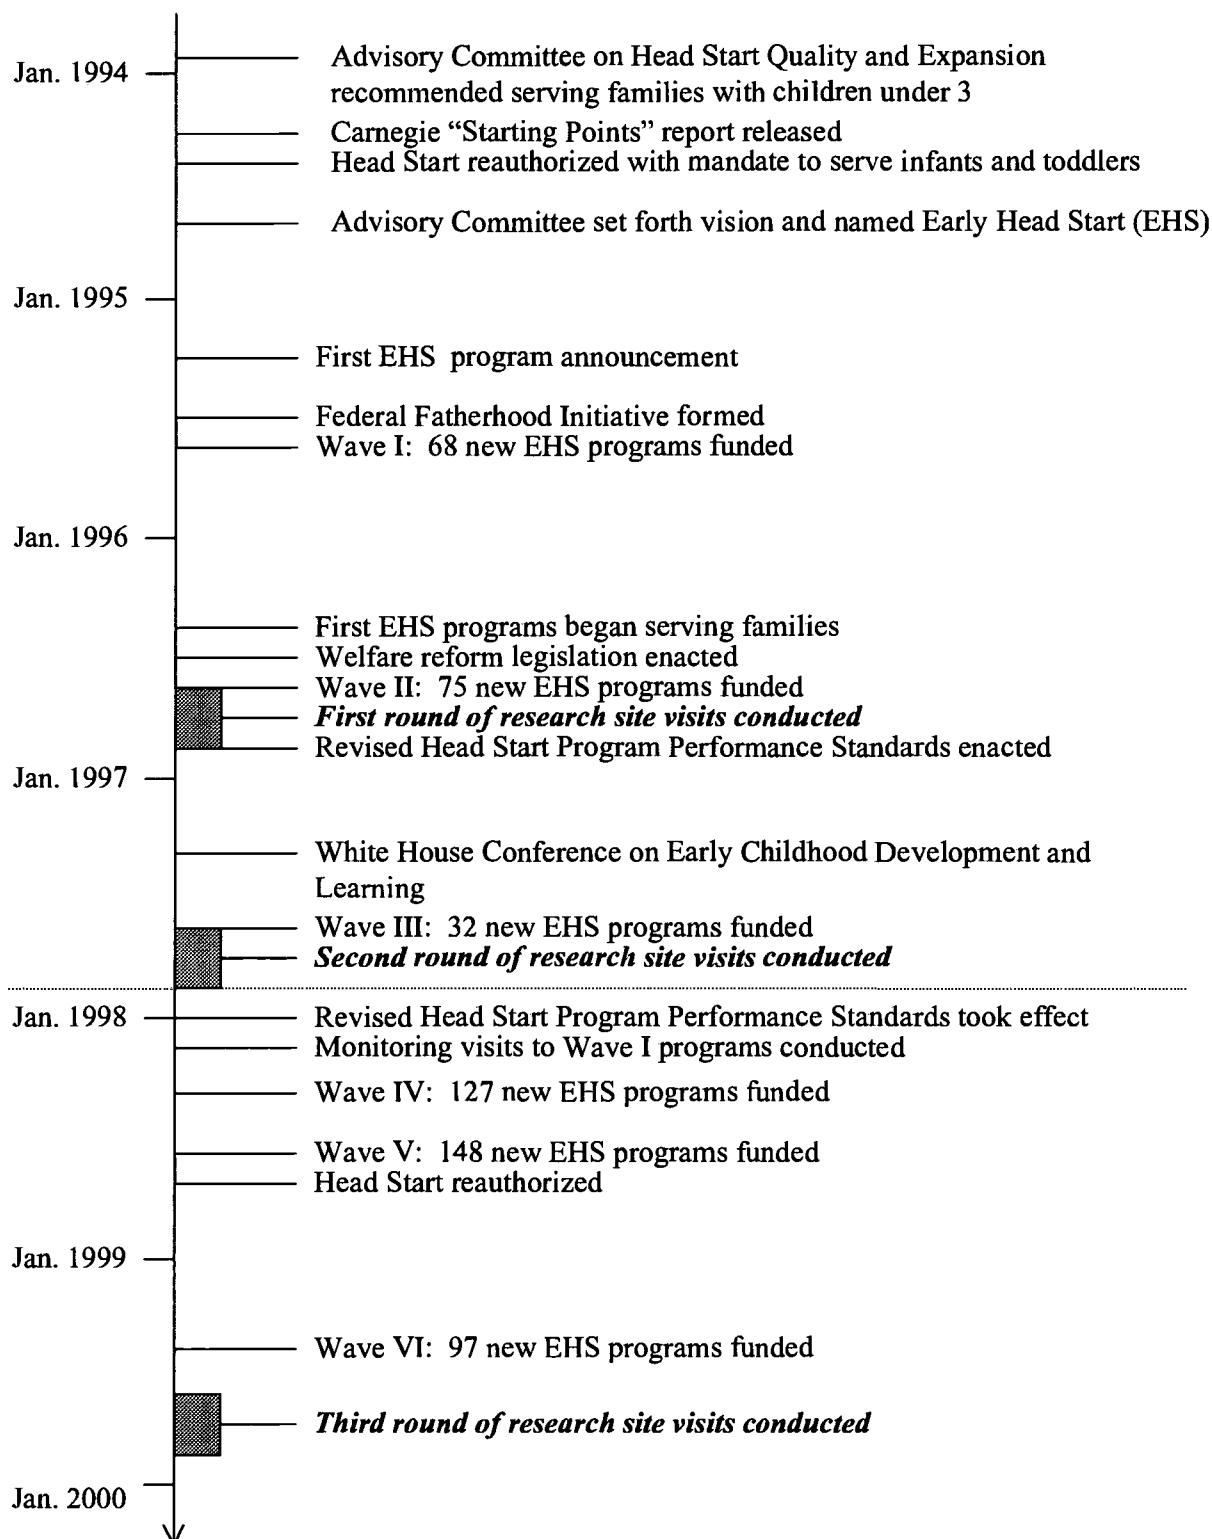 Jan. 1994
Advisory Committee on Head Start Quality and Expansion
recommended serving families with children under 3
Carnegie “Starting Points” report released
Head Start reauthorized with mandate to serve infants and toddlers
Advisory Committee set forth vision and named Early Head Start (EHS)
Jan. 1995
First EHS program announcement
Federal Fatherhood Initiative formed
Wave I: 68 new EHS programs funded
Jan. 1996
First EHS programs began serving families
Welfare reform legislation enacted
Wave II: 75 new EHS programs funded
First round of research site visits conducted
Revised Head Start Program Performance Standards enacted
Jan. 1997
White House Conference on Early Childhood Development and
Learning
Wave III: 32 new EHS programs funded
Second round of research site visits conducted
Jan. 1998
Revised Head Start Program Performance Standards took effect
Monitoring visits to Wave I programs conducted
Wave IV: 127 new EHS programs funded
Wave V: 148 new EHS programs funded
Head Start reauthorized
Jan. 1999
Wave VI: 97 new EHS programs funded
Third round of research site visits conducted
Jan. 2000